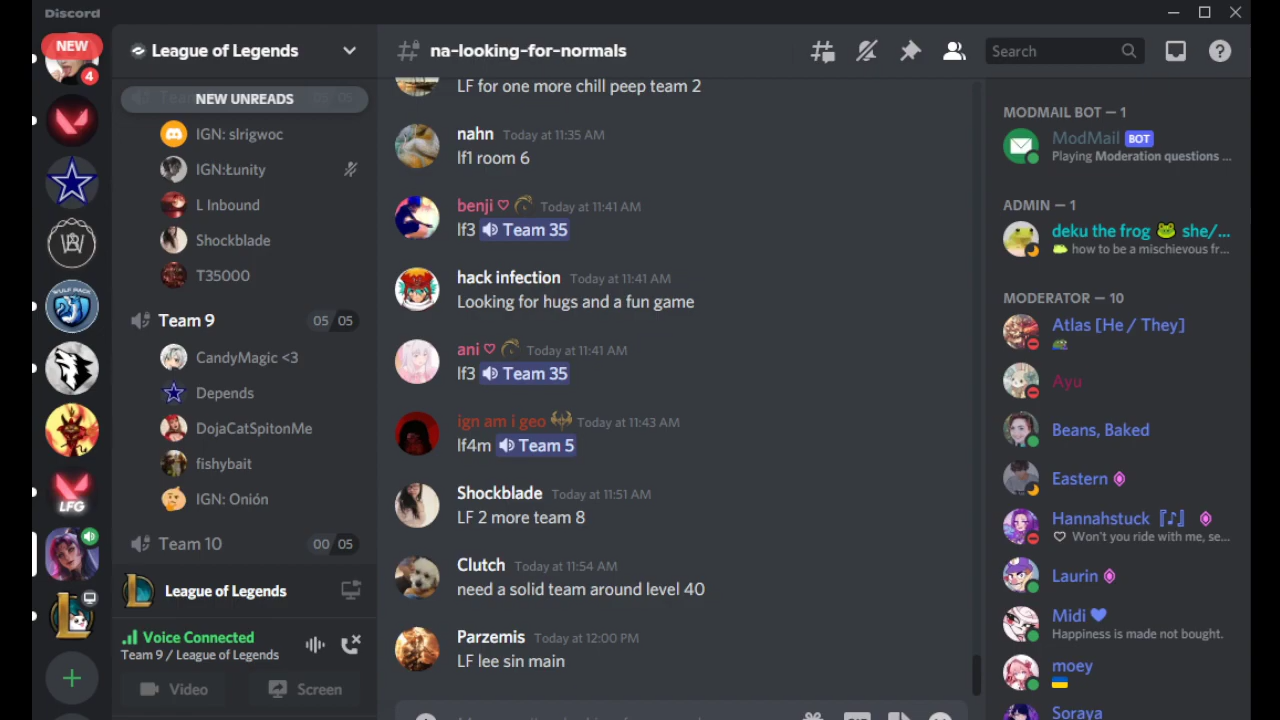 Discord
NEW
4
LFG
League of Legends
NEW UNREADS
IGN: slrigwoc
IGN:Łunity
L Inbound
Shockblade
T35000
Team 9
05 05
CandyMagic <3
Depends
DojaCatSpitonMe
fishybait
IGN: Onión
Team 10
00 05
League of Legends
Voice Connected
Team 9 / League of Legends
Video
Screen
na-looking-for-normals
Search
LF for one more chill peep team 2
nahn Today at 11:35 AM
lf1 room 6
benji ♡ Today at 11:41 AM
lf3 Team 35
hack infection Today at 11:41 AM
Looking for hugs and a fun game
ani ♡ Today at 11:41 AM
lf3 Team 35
ign am i geo Today at 11:43 AM
lf4m Team 5
Shockblade Today at 11:51 AM
LF 2 more team 8
Clutch Today at 11:54 AM
need a solid team around level 40
Parzemis Today at 12:00 PM
LF lee sin main
MODMAIL BOT — 1
ModMail BOT
Playing Moderation questions ...
ADMIN — 1
deku the frog 🐸 she/...
how to be a mischievous fr...
MODERATOR — 10
Atlas [He / They]
Ayu
Beans, Baked
Eastern
Hannahstuck『♪』
♡ Won't you ride with me, se...
Laurin
Midi 💙
Happiness is made not bought.
moey
Soraya